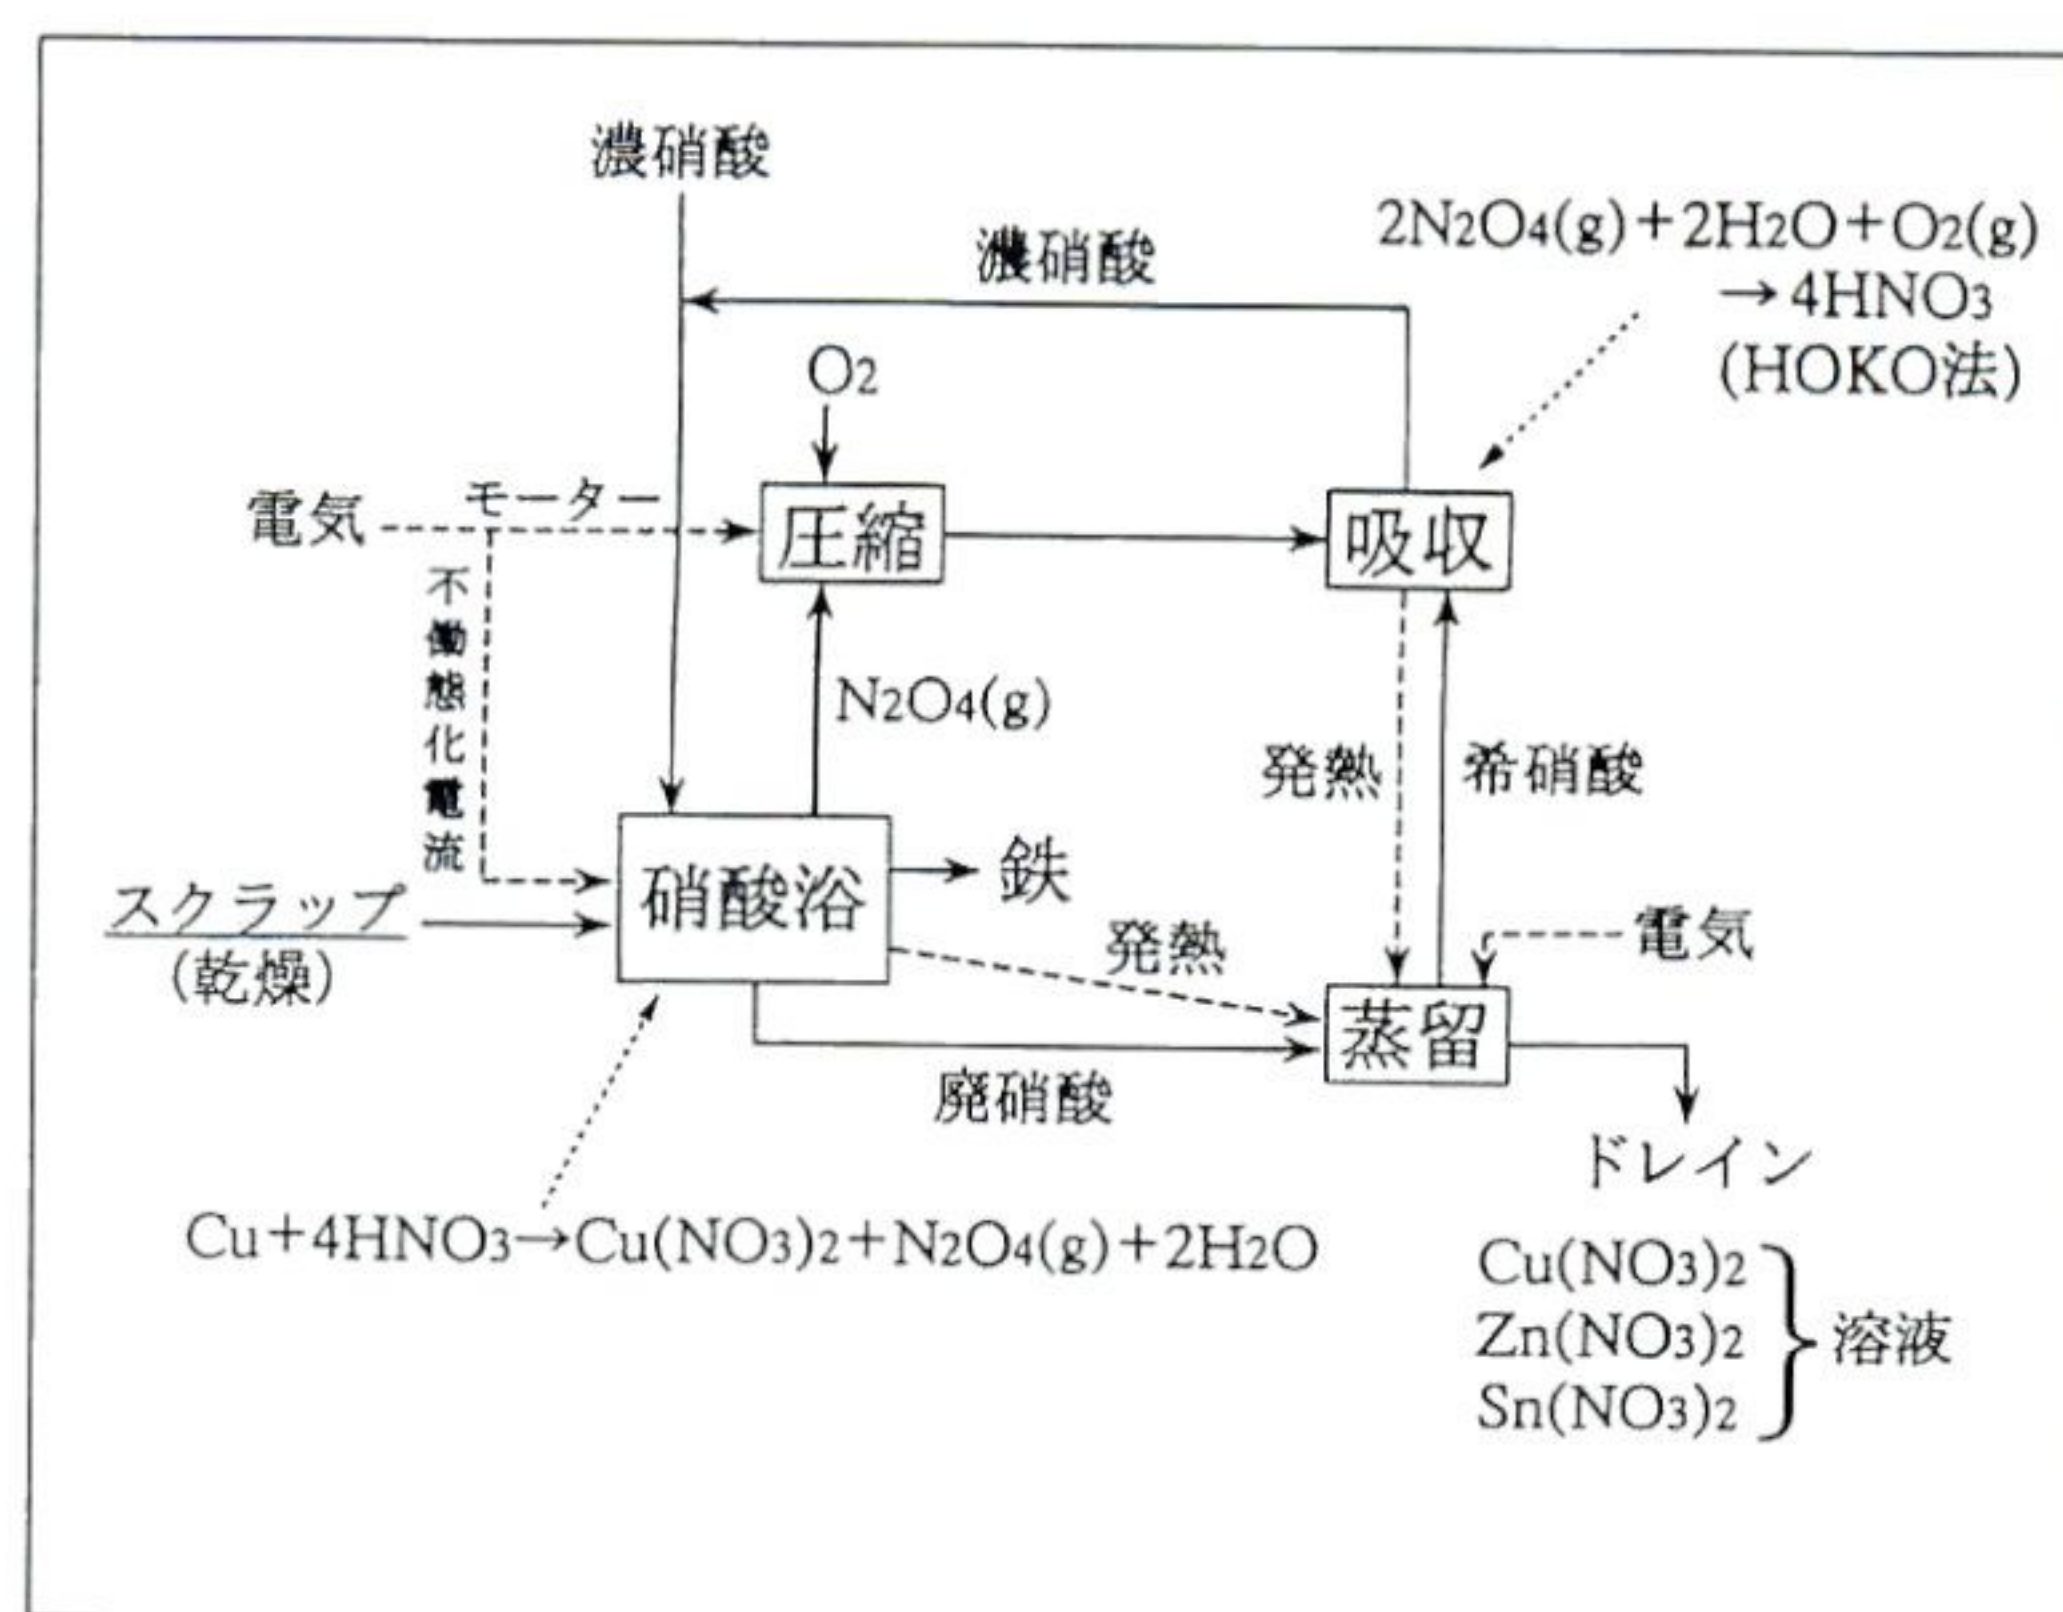 濃硝酸
濃硝酸
2N2O4(g)+2H2O+O2(g)
→4HNO3
(HOKO法)
O2
電気
モーター
圧縮
吸収
不働態化電流
N2O4(g)
発熱
希硝酸
スクラップ
(乾燥)
硝酸浴
鉄
発熱
電気
蒸留
廃硝酸
ドレイン
Cu+4HNO3→Cu(NO3)2+N2O4(g)+2H2O
Cu(NO3)2
Zn(NO3)2
Sn(NO3)2
溶液